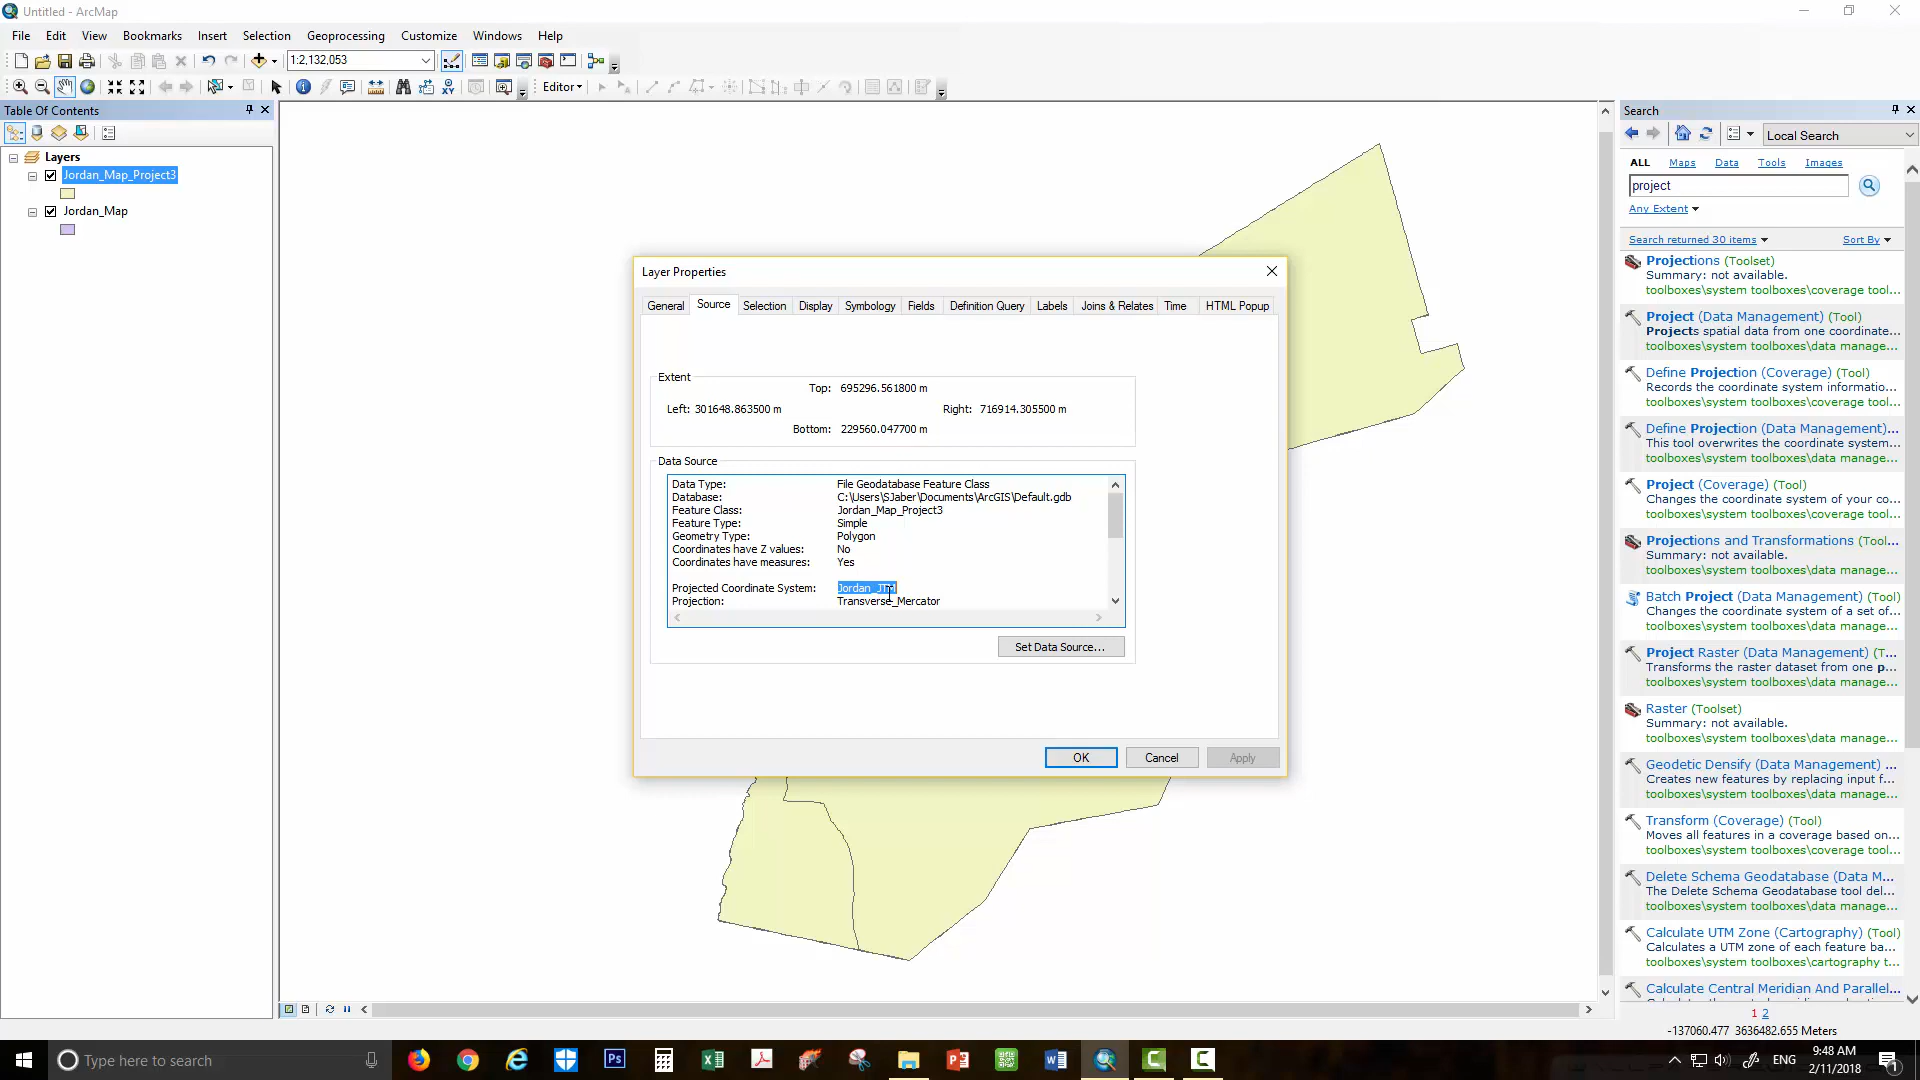 Untitled - ArcMap
File Edit View Bookmarks Insert Selection Geoprocessing Customize Windows Help
1:2,132,053
Editor
Table Of Contents
Layers
Jordan_Map_Project3
Jordan_Map
Layer Properties
General Source Selection Display Symbology Fields Definition Query Labels Joins & Relates Time HTML Popup
Extent
Top: 695296.561800 m
Left: 301648.863500 m Right: 716914.305500 m
Bottom: 229560.047700 m
Data Source
Data Type: File Geodatabase Feature Class
Database: C:\Users\SJaber\Documents\ArcGIS\Default.gdb
Feature Class: Jordan_Map_Project3
Feature Type: Simple
Geometry Type: Polygon
Coordinates have Z values: No
Coordinates have measures: Yes
Projected Coordinate System: Jordan_JTM
Projection: Transverse_Mercator
Set Data Source...
OK Cancel Apply
Search
Local Search
ALL Maps Data Tools Images
project
Any Extent
Search returned 30 items Sort By
Projections (Toolset)
Summary: not available.
toolboxes\system toolboxes\coverage tool...
Project (Data Management) (Tool)
Projects spatial data from one coordinate...
toolboxes\system toolboxes\data manage...
Define Projection (Coverage) (Tool)
Records the coordinate system informatio...
toolboxes\system toolboxes\coverage tool...
Define Projection (Data Management)...
This tool overwrites the coordinate system...
toolboxes\system toolboxes\data manage...
Project (Coverage) (Tool)
Changes the coordinate system of your co...
toolboxes\system toolboxes\coverage tool...
Projections and Transformations (Tool...
Summary: not available.
toolboxes\system toolboxes\data manage...
Batch Project (Data Management) (Tool)
Changes the coordinate system of a set of...
toolboxes\system toolboxes\data manage...
Project Raster (Data Management) (T...
Transforms the raster dataset from one p...
toolboxes\system toolboxes\data manage...
Raster (Toolset)
Summary: not available.
toolboxes\system toolboxes\data manage...
Geodetic Densify (Data Management) ...
Creates new features by replacing input f...
toolboxes\system toolboxes\data manage...
Transform (Coverage) (Tool)
Moves all features in a coverage based on...
toolboxes\system toolboxes\coverage tool...
Delete Schema Geodatabase (Data M...
The Delete Schema Geodatabase tool del...
toolboxes\system toolboxes\data manage...
Calculate UTM Zone (Cartography) (Tool)
Calculates a UTM zone of each feature ba...
toolboxes\system toolboxes\cartography t...
Calculate Central Meridian And Parallel...
1 2
-137060.477 3636482.655 Meters
Type here to search
ENG
9:48 AM
2/11/2018